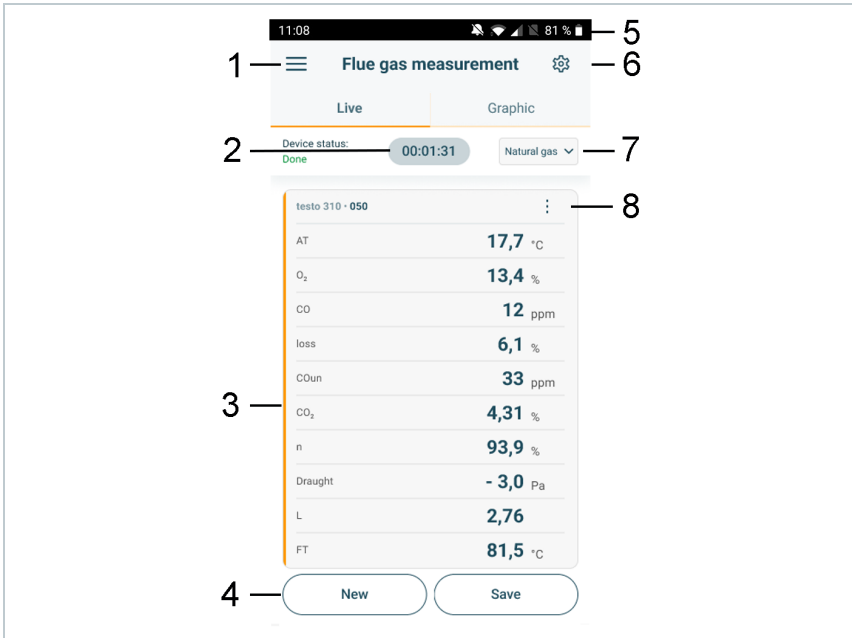 11:08 81 % 5
1 Flue gas measurement 6
Live Graphic
2 Device status: 00:01:31 Natural gas 7
Done
testo 310 · 050 8
AT 17,7 °C
O₂ 13,4 %
CO 12 ppm
loss 6,1 %
COun 33 ppm
3 CO₂ 4,31 %
n 93,9 %
Draught - 3,0 Pa
L 2,76
FT 81,5 °C
4 New Save